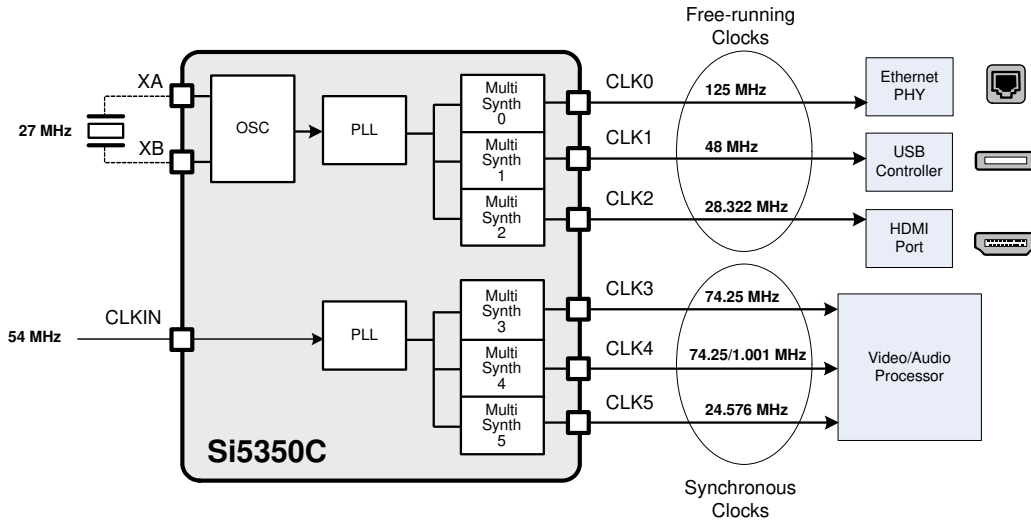 Free-running
Clocks
XA
27 MHz
XB
OSC
PLL
Multi
Synth
0
Multi
Synth
1
Multi
Synth
2
CLK0
125 MHz
CLK1
48 MHz
CLK2
28.322 MHz
Ethernet
PHY
USB
Controller
HDMI
Port
CLKIN
54 MHz
PLL
Multi
Synth
3
Multi
Synth
4
Multi
Synth
5
CLK3
74.25 MHz
CLK4
74.25/1.001 MHz
CLK5
24.576 MHz
Video/Audio
Processor
Si5350C
Synchronous
Clocks